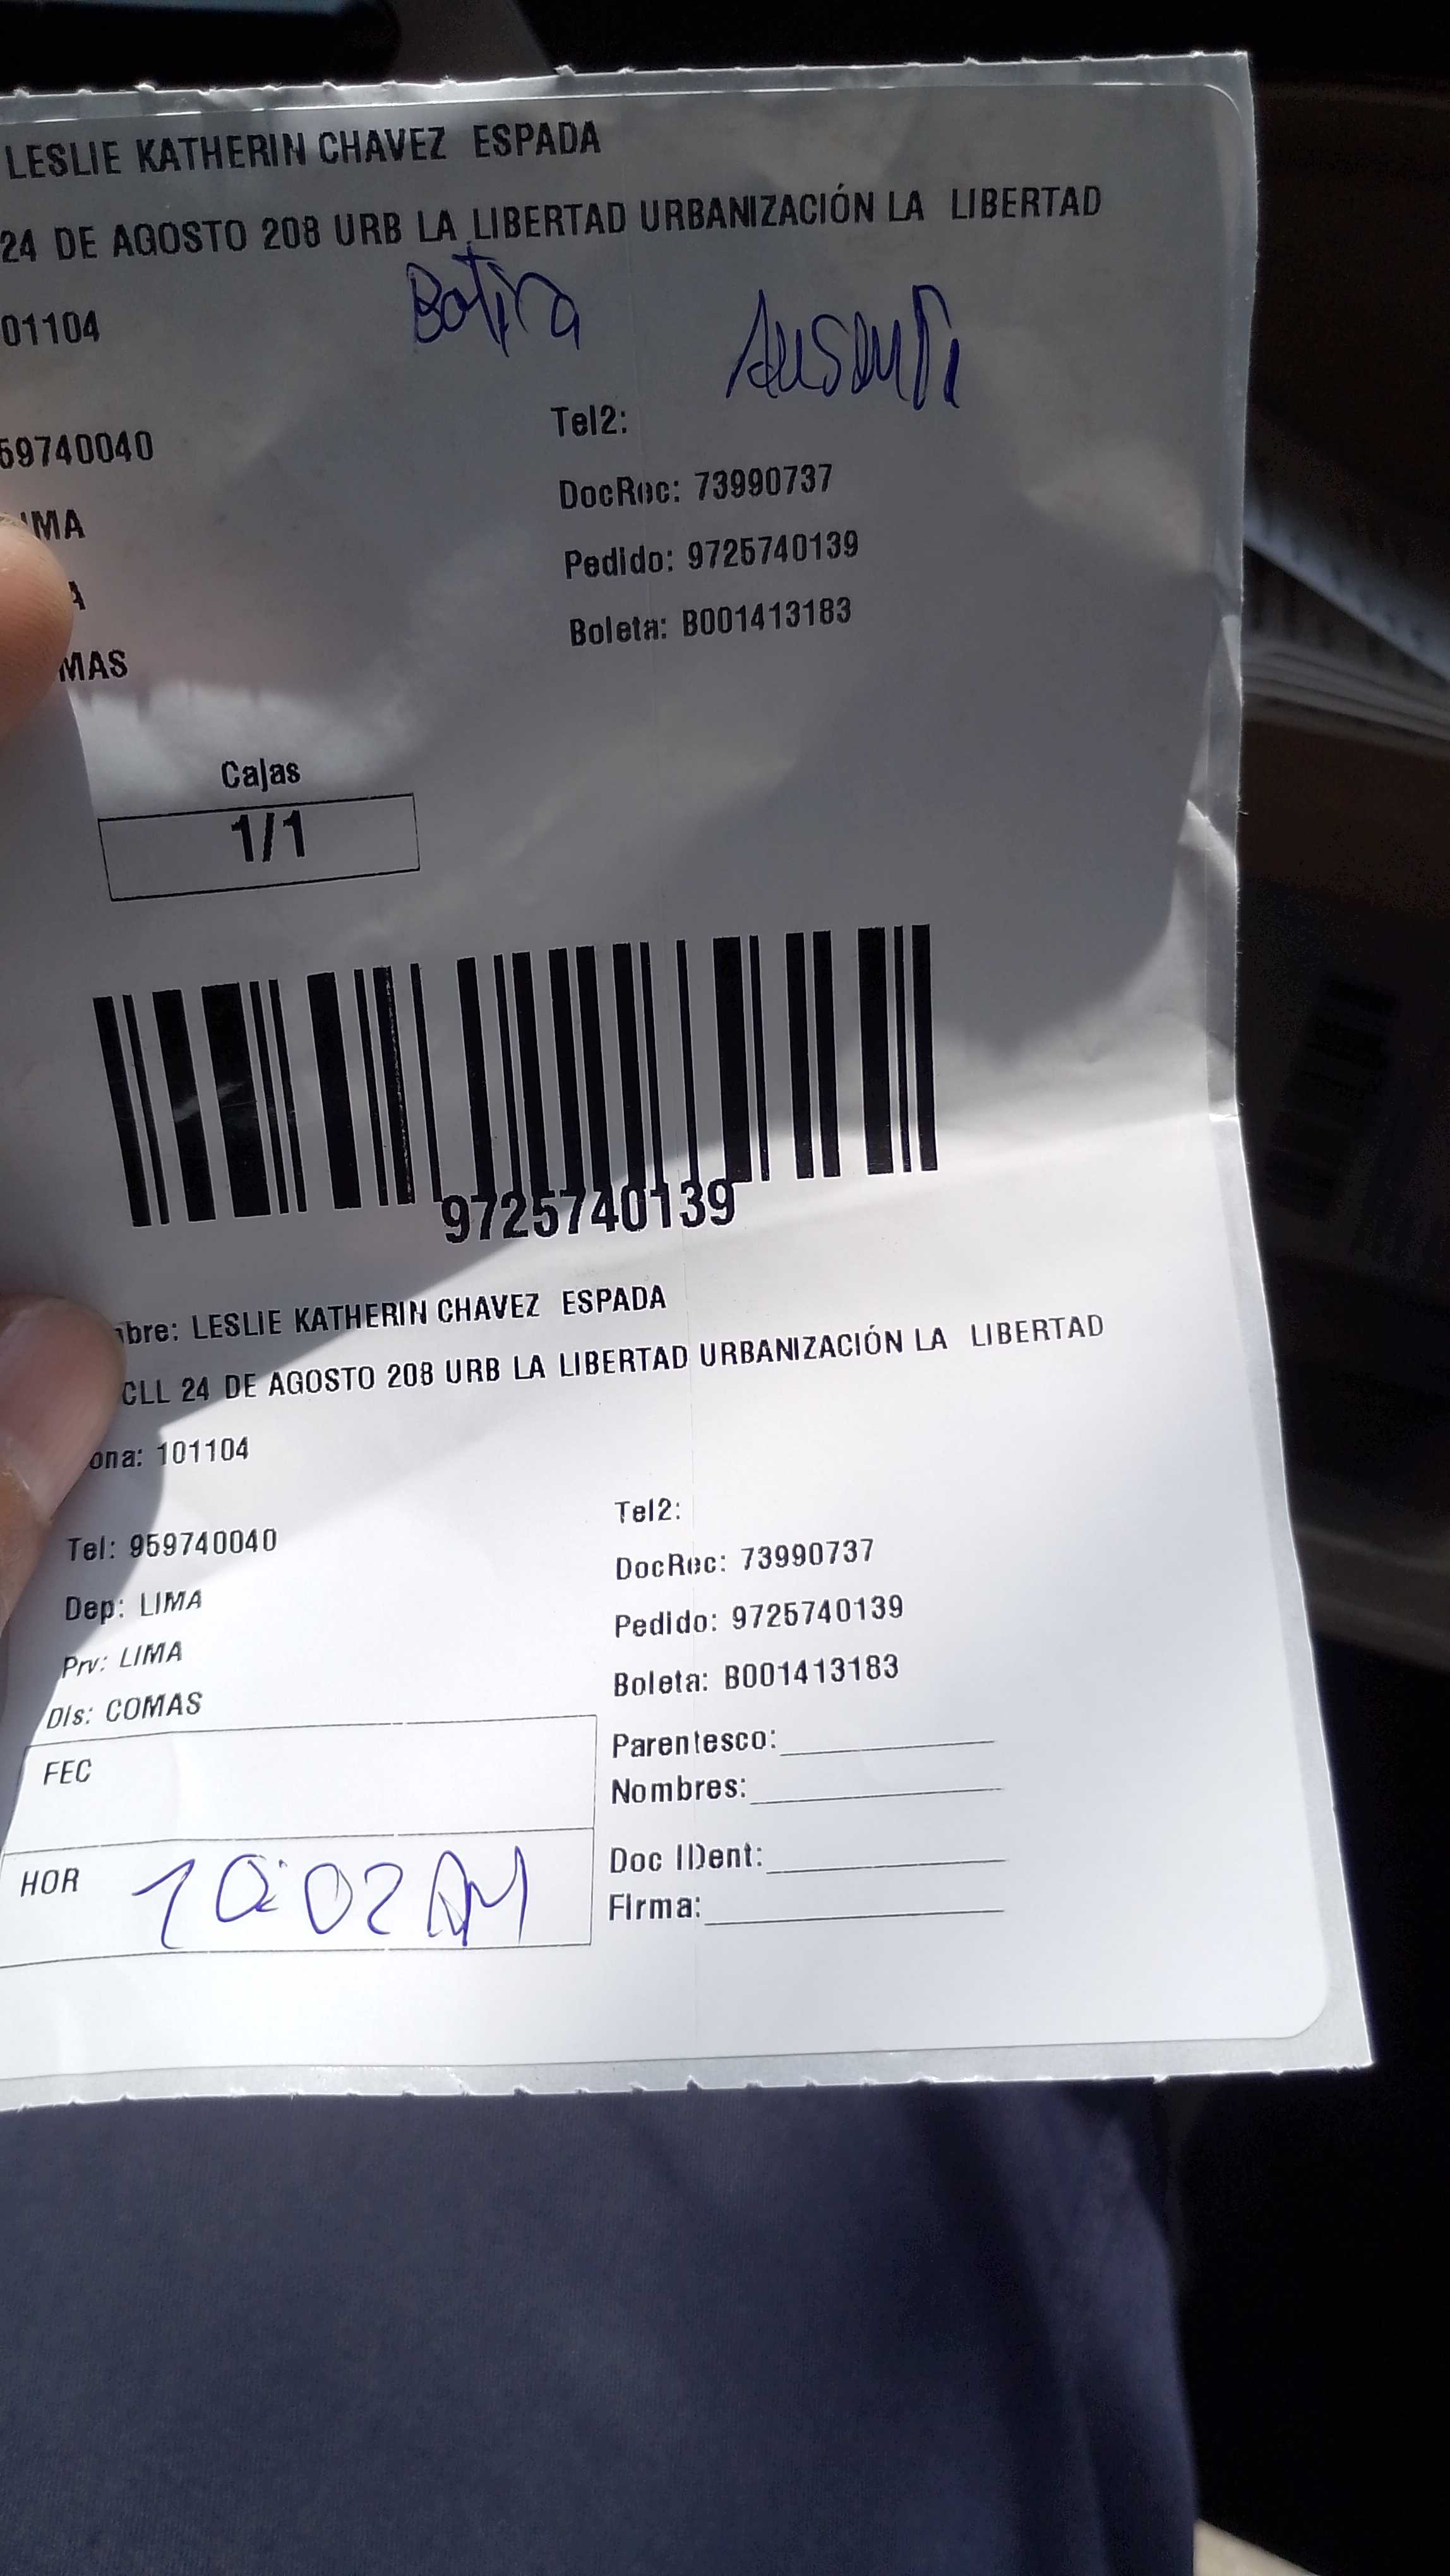 LESLIE KATHERIN CHAVEZ ESPADA
24 DE AGOSTO 208 URB LA LIBERTAD URBANIZACIÓN LA LIBERTAD
01104
Ausente
59740040
Tel2:
IMA
DocRec: 73990737
A
Pedido: 9725740139
MAS
Boleta: B001413183
Cajas
1/1
9725740139
bre: LESLIE KATHERIN CHAVEZ ESPADA
CLL 24 DE AGOSTO 208 URB LA LIBERTAD URBANIZACIÓN LA LIBERTAD
ona: 101104
Tel: 959740040
Tel2:
Dep: LIMA
DocRec: 73990737
Prv: LIMA
Pedido: 9725740139
Dis: COMAS
Boleta: B001413183
FEC
Parentesco:
Nombres:
HOR 10:02 AM
Doc IDent:
Firma: